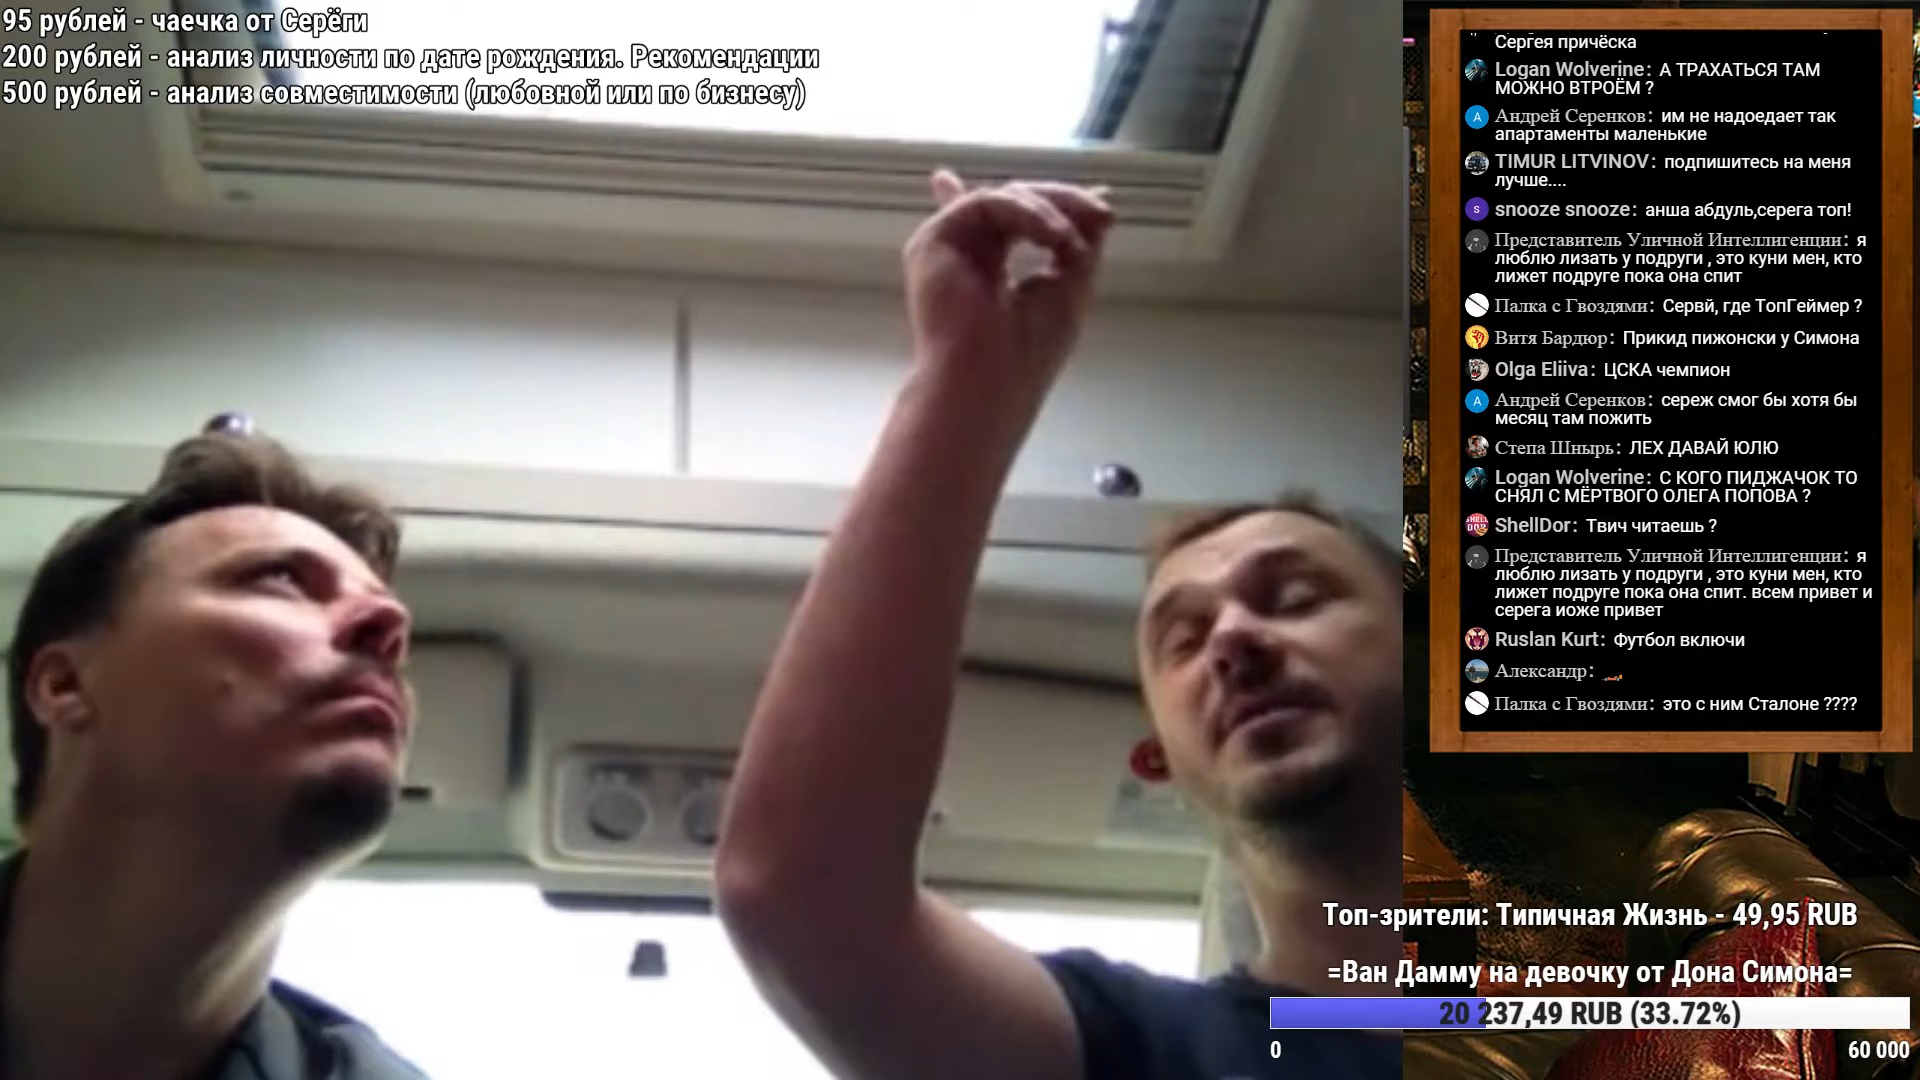 95 рублей - чаечка от Серёги
200 рублей - анализ личности по дате рождения. Рекомендации
500 рублей - анализ совместимости (любовной или по бизнесу)
Сергея причёска
Logan Wolverine: А ТРАХАТЬСЯ ТАМ
МОЖНО ВТРОЁМ ?
Андрей Серенков: им не надоедает так
апартаменты маленькие
TIMUR LITVINOV: подпишитесь на меня
лучше....
snooze snooze: анша абдуль,серега топ!
Представитель Уличной Интеллигенции: я
люблю лизать у подруги , это куни мен, кто
лижет подруге пока она спит
Палка с Гвоздями: Сервй, где ТопГеймер ?
Витя Бардюр: Прикид пижонски у Симона
Olga Eliiva: ЦСКА чемпион
Андрей Серенков: сереж смог бы хотя бы
месяц там пожить
Степа Шнырь: ЛЕХ ДАВАЙ ЮЛЮ
Logan Wolverine: С КОГО ПИДЖАЧОК ТО
СНЯЛ С МЁРТВОГО ОЛЕГА ПОПОВА ?
ShellDor: Твич читаешь ?
Представитель Уличной Интеллигенции: я
люблю лизать у подруги , это куни мен, кто
лижет подруге пока она спит. всем привет и
серега иоже привет
Ruslan Kurt: Футбол включи
Александр:
Палка с Гвоздями: это с ним Сталоне ????
Топ-зрители: Типичная Жизнь - 49,95 RUB
=Ван Дамму на девочку от Дона Симона=
20 237,49 RUB (33.72%)
0
60 000